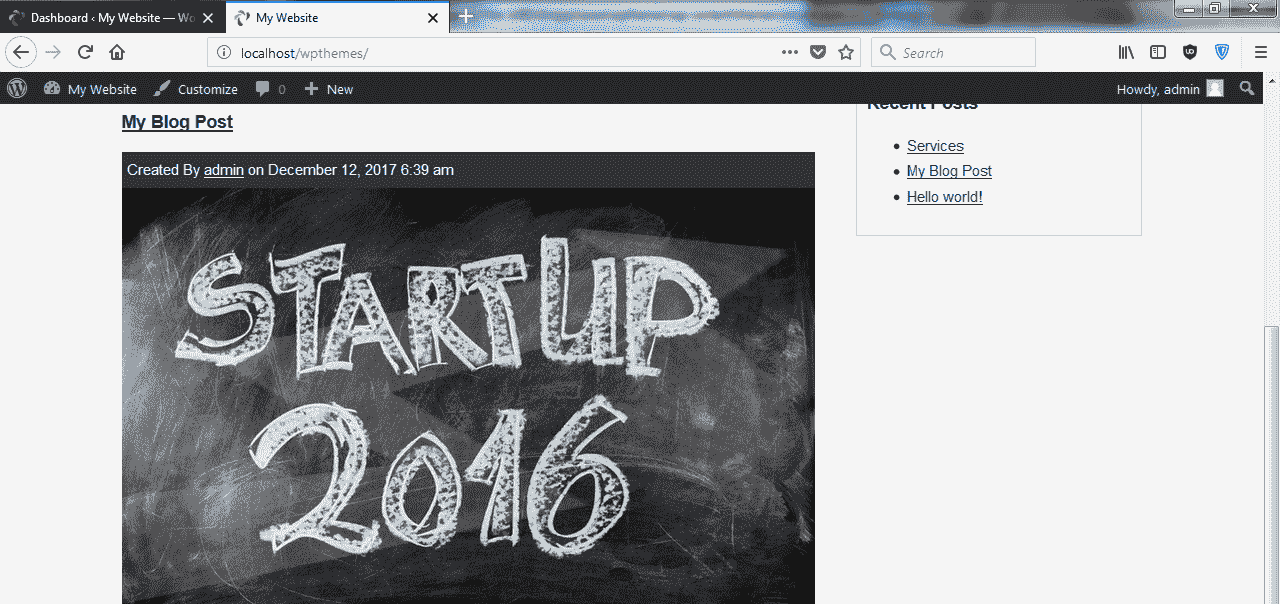 Dashboard ‹ My Website — Wo
My Website
localhost/wpthemes/
Search
My Website
Customize
0
New
Howdy, admin
My Blog Post
Created By admin on December 12, 2017 6:39 am
STARTUP
2016
Recent Posts
Services
My Blog Post
Hello world!